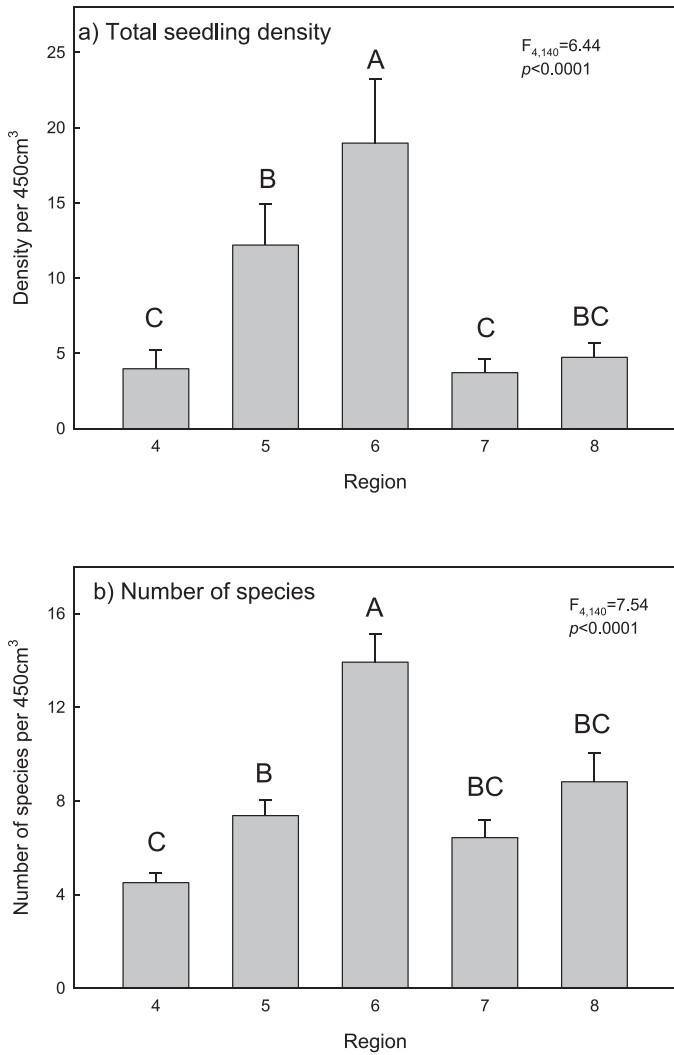 a) Total seedling density
F4,140=6.44
p<0.0001
A
B
C
C
BC
25
20
15
10
5
0
Density per 450cm³
4 5 6 7 8
Region
b) Number of species
F4,140=7.54
p<0.0001
A
B
C
BC
BC
16
12
8
4
0
Number of species per 450cm³
4 5 6 7 8
Region